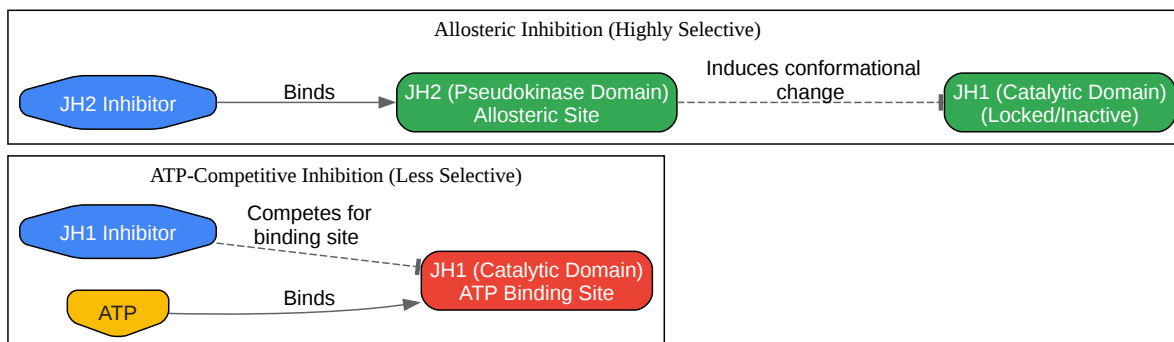 Allosteric Inhibition (Highly Selective)
JH2 Inhibitor
Binds
JH2 (Pseudokinase Domain)
Allosteric Site
Induces conformational
change
JH1 (Catalytic Domain)
(Locked/Inactive)
ATP-Competitive Inhibition (Less Selective)
JH1 Inhibitor
Competes for
binding site
JH1 (Catalytic Domain)
ATP Binding Site
ATP
Binds